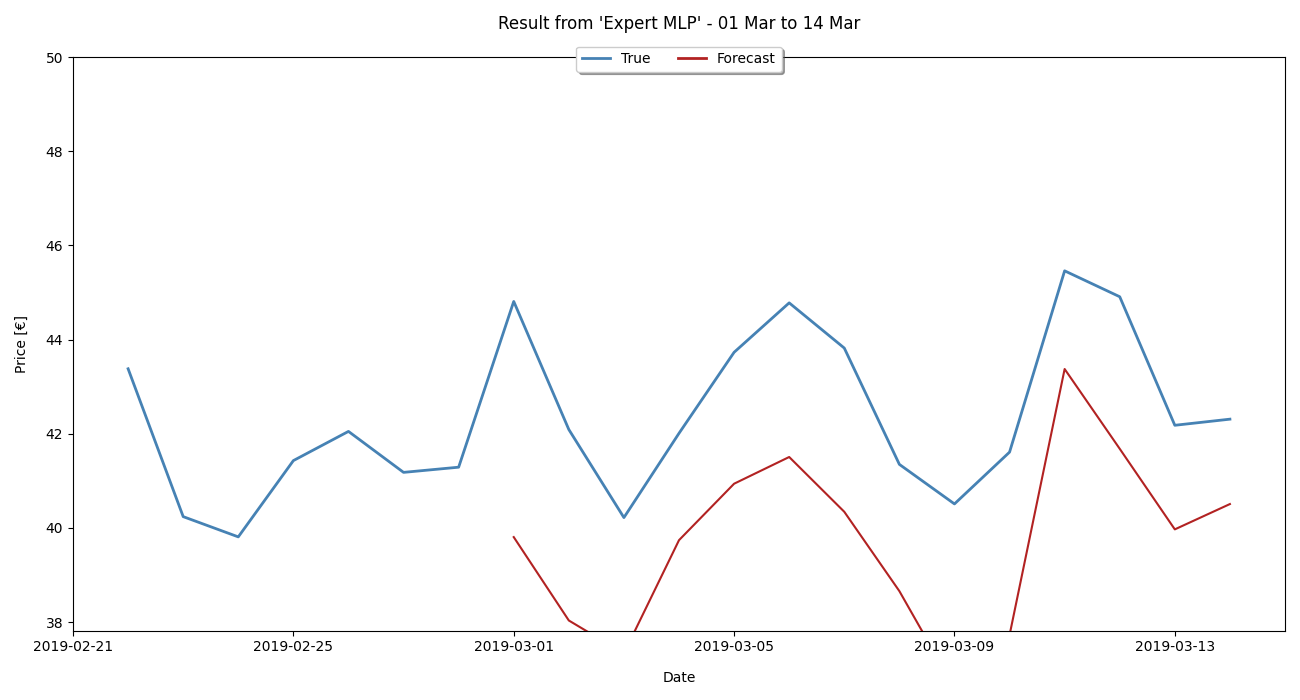 Result from 'Expert MLP' - 01 Mar to 14 Mar
True
Forecast
50
48
46
44
42
40
38
Price [€]
2019-02-21
2019-02-25
2019-03-01
2019-03-05
2019-03-09
2019-03-13
Date